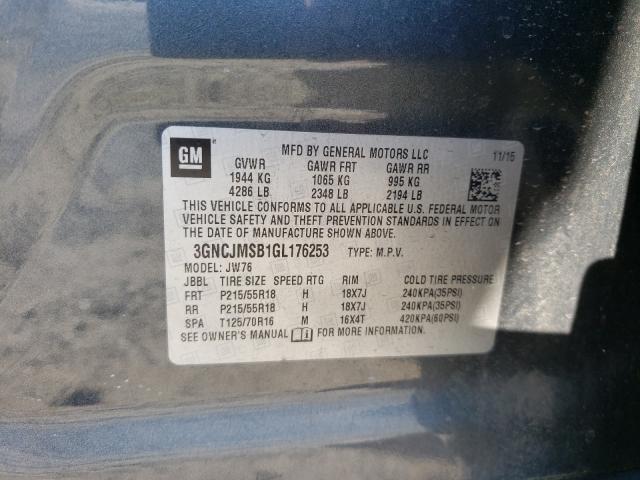 GM
MFD BY GENERAL MOTORS LLC 11/15
GVWR GAWR FRT GAWR RR
1944 KG 1065 KG 995 KG
4286 LB 2348 LB 2194 LB
THIS VEHICLE CONFORMS TO ALL APPLICABLE U.S. FEDERAL MOTOR
VEHICLE SAFETY AND THEFT PREVENTION STANDARDS IN EFFECT ON
THE DATE OF MANUFACTURE SHOWN ABOVE.
3GNCJMSB1GL176253 TYPE: M.P.V.
MODEL: JW76
JBBL TIRE SIZE SPEED RTG RIM COLD TIRE PRESSURE
FRT P215/55R18 H 18X7J 240KPA(35PSI)
RR P215/55R18 H 18X7J 240KPA(35PSI)
SPA T125/70R16 M 16X4T 420KPA(60PSI)
SEE OWNER'S MANUAL FOR MORE INFORMATION.